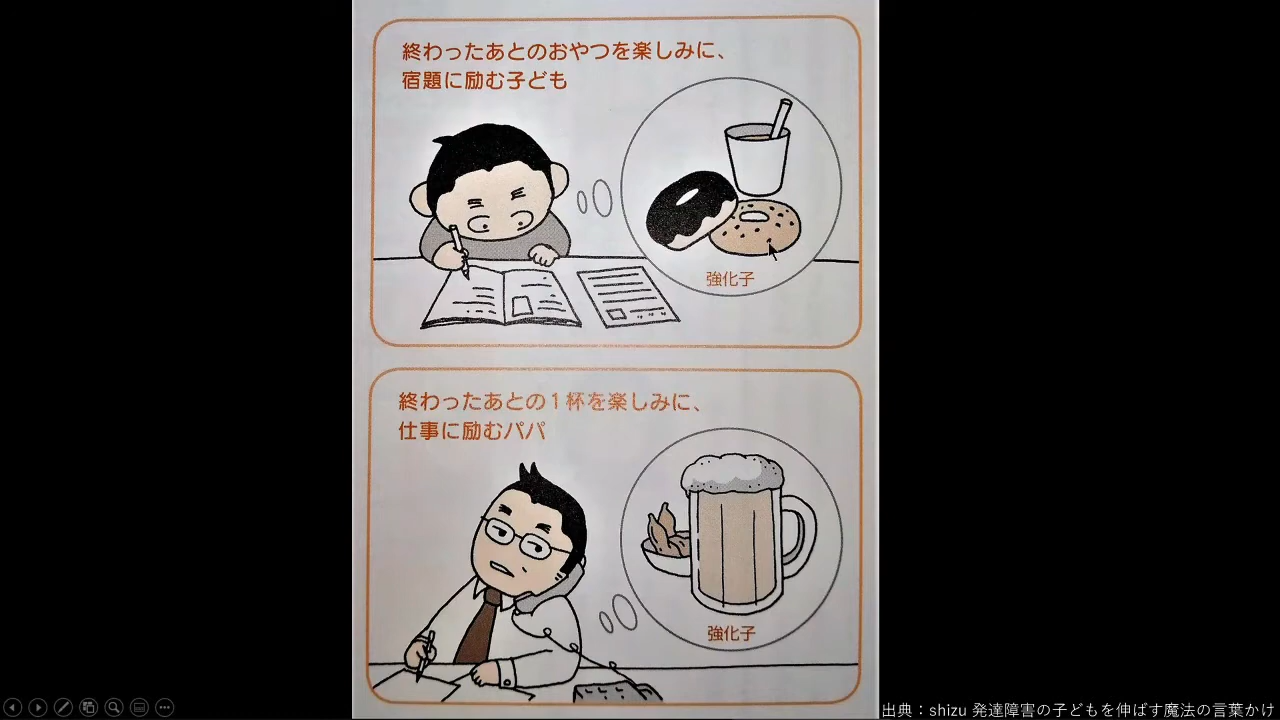 終わったあとのおやつを楽しみに、
宿題に励む子ども
強化子
終わったあとの1杯を楽しみに、
仕事に励むパパ
強化子
出典：shizu 発達障害の子どもを伸ばす魔法の言葉かけ